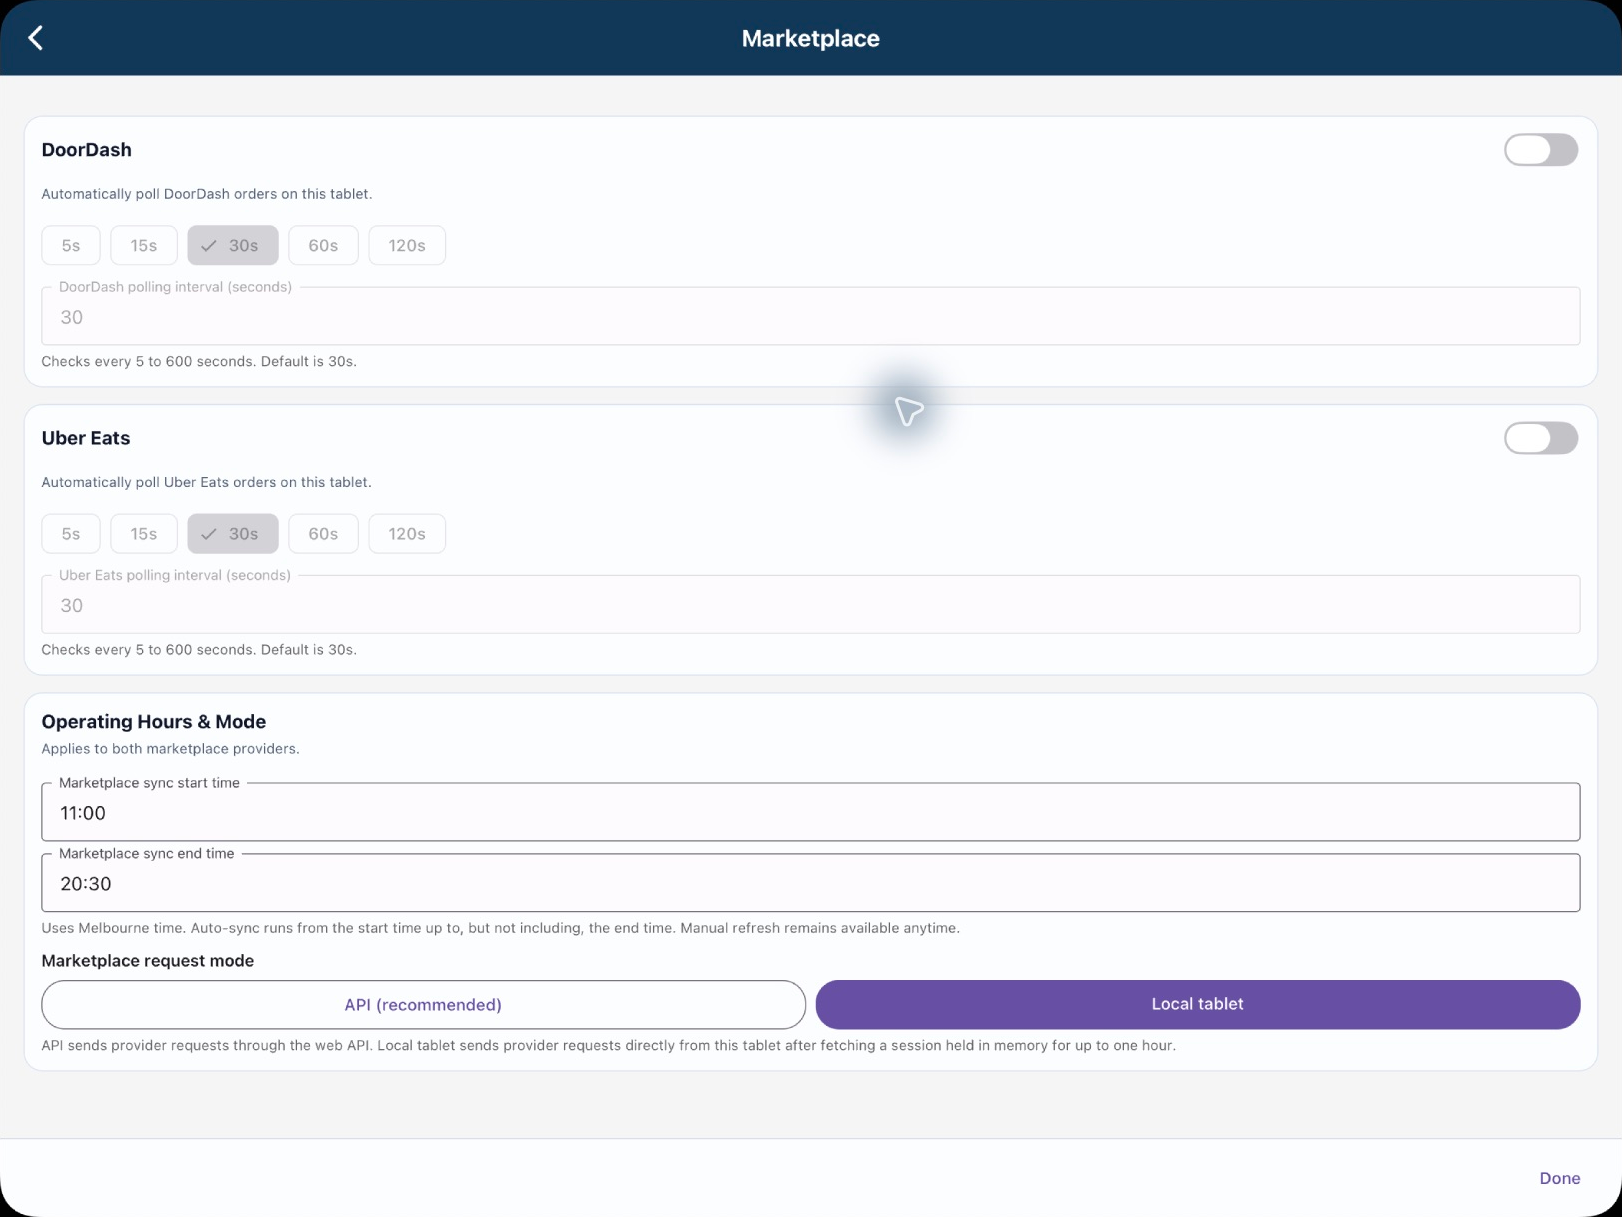 Marketplace
DoorDash
Automatically poll DoorDash orders on this tablet.
5s 15s 30s 60s 120s
DoorDash polling interval (seconds)
30
Checks every 5 to 600 seconds. Default is 30s.
Uber Eats
Automatically poll Uber Eats orders on this tablet.
5s 15s 30s 60s 120s
Uber Eats polling interval (seconds)
30
Checks every 5 to 600 seconds. Default is 30s.
Operating Hours & Mode
Applies to both marketplace providers.
Marketplace sync start time
11:00
Marketplace sync end time
20:30
Uses Melbourne time. Auto-sync runs from the start time up to, but not including, the end time. Manual refresh remains available anytime.
Marketplace request mode
API (recommended) Local tablet
API sends provider requests through the web API. Local tablet sends provider requests directly from this tablet after fetching a session held in memory for up to one hour.
Done